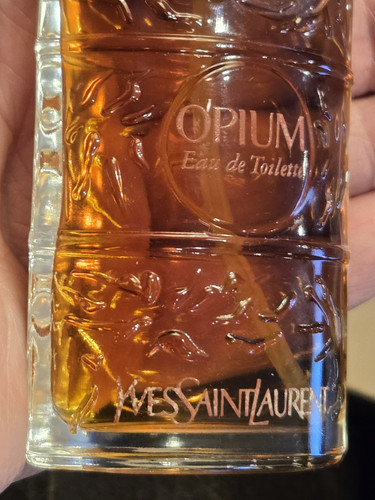 OPIUM
Eau de Toilette
YVESSAINTLAURENT